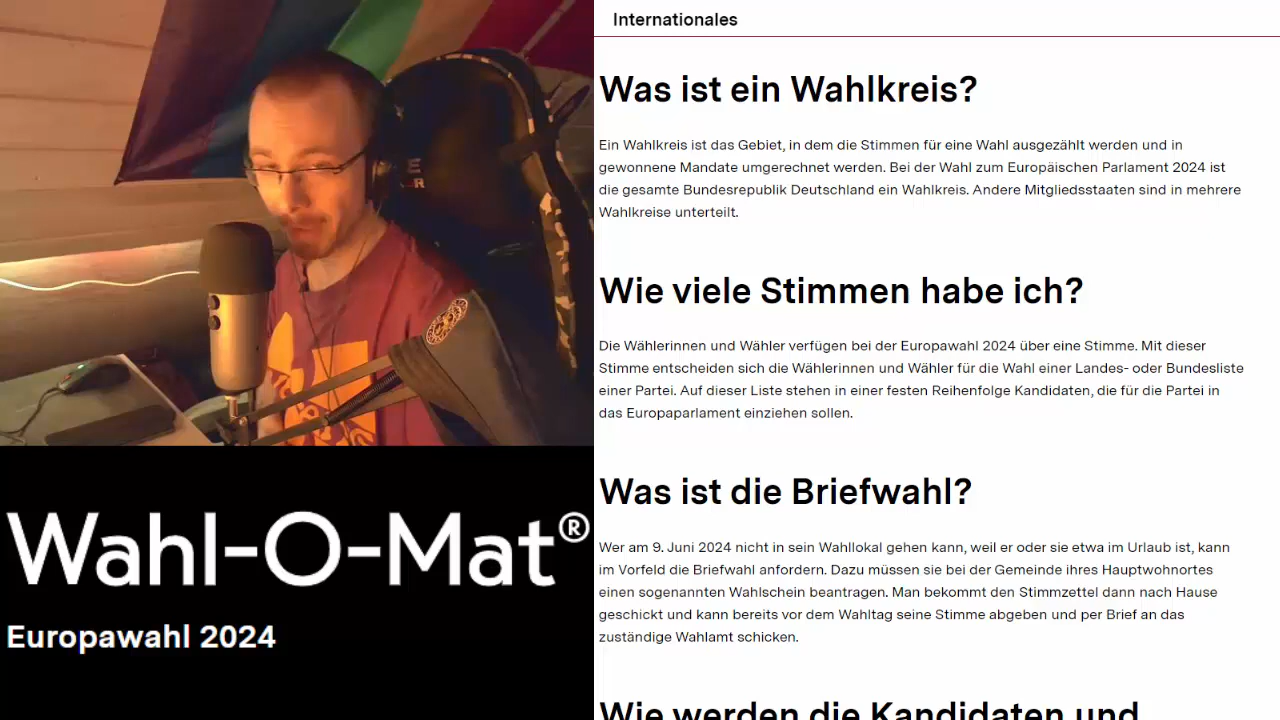 Internationales
Was ist ein Wahlkreis?
Ein Wahlkreis ist das Gebiet, in dem die Stimmen für eine Wahl ausgezählt werden und in
gewonnene Mandate umgerechnet werden. Bei der Wahl zum Europäischen Parlament 2024 ist
die gesamte Bundesrepublik Deutschland ein Wahlkreis. Andere Mitgliedsstaaten sind in mehrere
Wahlkreise unterteilt.
Wie viele Stimmen habe ich?
Die Wählerinnen und Wähler verfügen bei der Europawahl 2024 über eine Stimme. Mit dieser
Stimme entscheiden sich die Wählerinnen und Wähler für die Wahl einer Landes- oder Bundesliste
einer Partei. Auf dieser Liste stehen in einer festen Reihenfolge Kandidaten, die für die Partei in
das Europaparlament einziehen sollen.
Was ist die Briefwahl?
Wer am 9. Juni 2024 nicht in sein Wahllokal gehen kann, weil er oder sie etwa im Urlaub ist, kann
im Vorfeld die Briefwahl anfordern. Dazu müssen sie bei der Gemeinde ihres Hauptwohnortes
einen sogenannten Wahlschein beantragen. Man bekommt den Stimmzettel dann nach Hause
geschickt und kann bereits vor dem Wahltag seine Stimme abgeben und per Brief an das
zuständige Wahlamt schicken.
Wie werden die Kandidaten und
Wahl-O-Mat®
Europawahl 2024